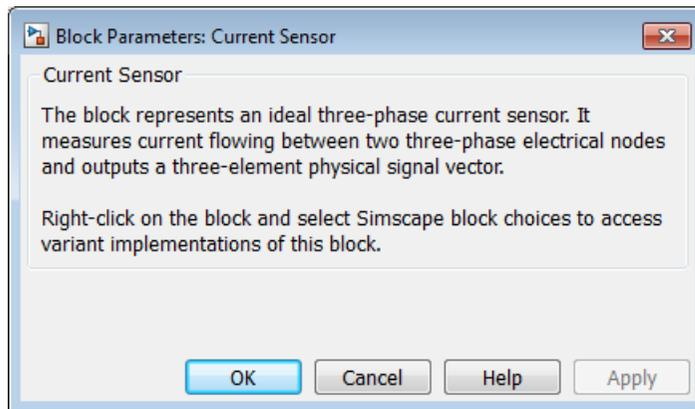 Block Parameters: Current Sensor
Current Sensor
The block represents an ideal three-phase current sensor. It
measures current flowing between two three-phase electrical nodes
and outputs a three-element physical signal vector.
Right-click on the block and select Simscape block choices to access
variant implementations of this block.
OK Cancel Help Apply